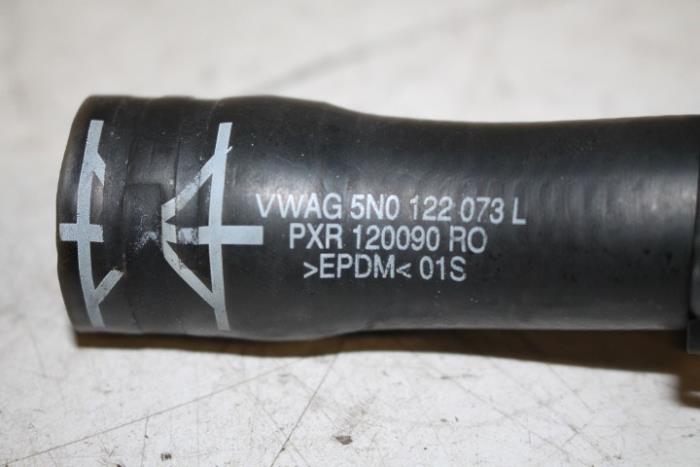 VWAG 5N0 122 073 L
PXR 120090 RO
>EPDM< 01S